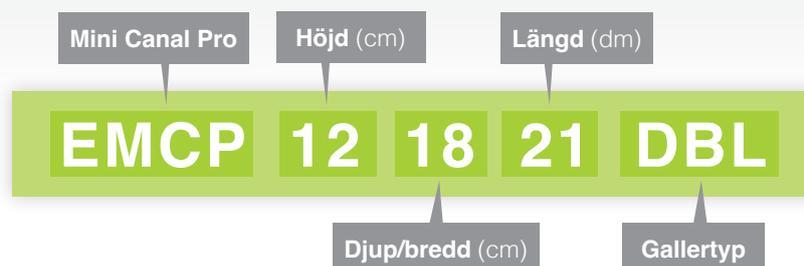 Mini Canal Pro Höjd (cm) Längd (dm)
EMCP 12 18 21 DBL
Djup/bredd (cm) Gallertyp